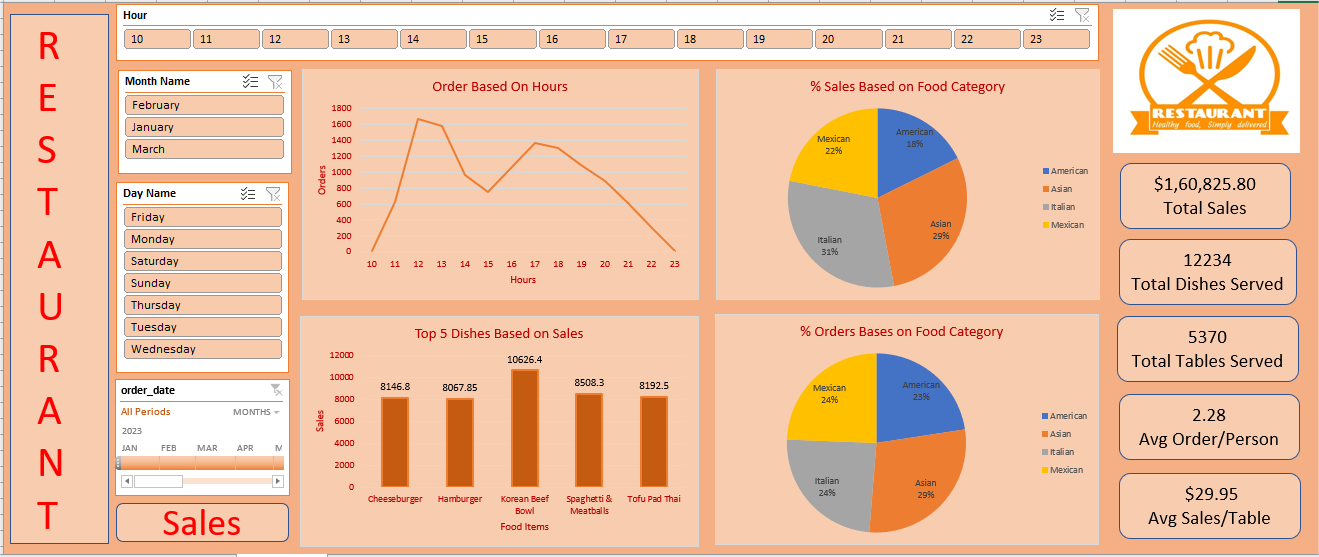 R
E
S
T
A
U
R
A
N
T
Hour
10 11 12 13 14 15 16 17 18 19 20 21 22 23
Month Name
February
January
March
Day Name
Friday
Monday
Saturday
Sunday
Thursday
Tuesday
Wednesday
order_date
All Periods MONTHS
2023
JAN FEB MAR APR M
Sales
Order Based On Hours
1800
1600
1400
1200
1000
800
600
400
200
0
Orders
10 11 12 13 14 15 16 17 18 19 20 21 22 23
Hours
% Sales Based on Food Category
American
18%
Asian
29%
Italian
31%
Mexican
22%
American
Asian
Italian
Mexican
Top 5 Dishes Based on Sales
12000
10000
8000
6000
4000
2000
0
Sales
8146.8 8067.85 10626.4 8508.3 8192.5
Cheeseburger Hamburger Korean Beef Bowl Spaghetti & Meatballs Tofu Pad Thai
Food Items
% Orders Bases on Food Category
American
23%
Asian
29%
Italian
24%
Mexican
24%
American
Asian
Italian
Mexican
RESTAURANT
Healthy food, Simply delivered
$1,60,825.80
Total Sales
12234
Total Dishes Served
5370
Total Tables Served
2.28
Avg Order/Person
$29.95
Avg Sales/Table